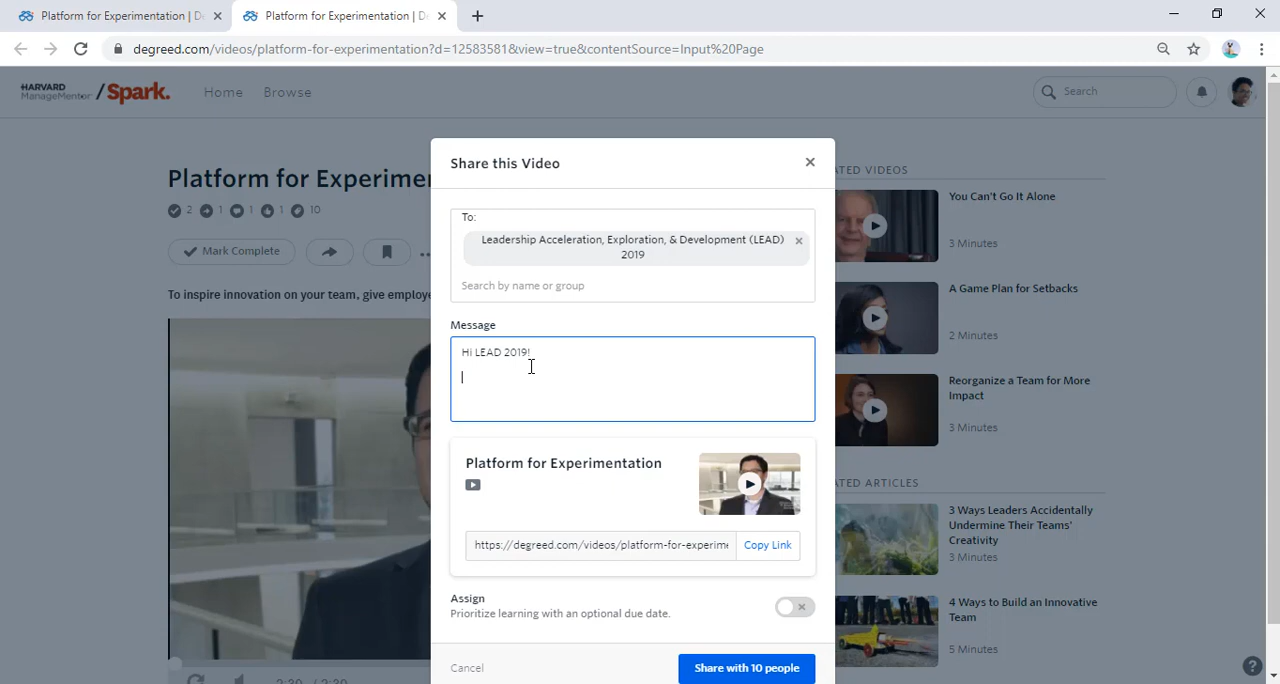 Platform for Experimentation | De
Platform for Experimentation | De
degreed.com/videos/platform-for-experimentation?d=12583581&view=true&contentSource=Input%20Page
HARVARD
ManageMentor / Spark.
Home
Browse
Search
Share this Video
Platform for Experimen
2
1
1
1
10
Mark Complete
To inspire innovation on your team, give employe
To:
Leadership Acceleration, Exploration, & Development (LEAD)
2019
Search by name or group
Message
Hi LEAD 2019!
Platform for Experimentation
https://degreed.com/videos/platform-for-experime
Copy Link
Assign
Prioritize learning with an optional due date.
Cancel
Share with 10 people
ATED VIDEOS
You Can't Go It Alone
3 Minutes
A Game Plan for Setbacks
2 Minutes
Reorganize a Team for More
Impact
3 Minutes
ATED ARTICLES
3 Ways Leaders Accidentally
Undermine Their Teams'
Creativity
3 Minutes
4 Ways to Build an Innovative
Team
5 Minutes